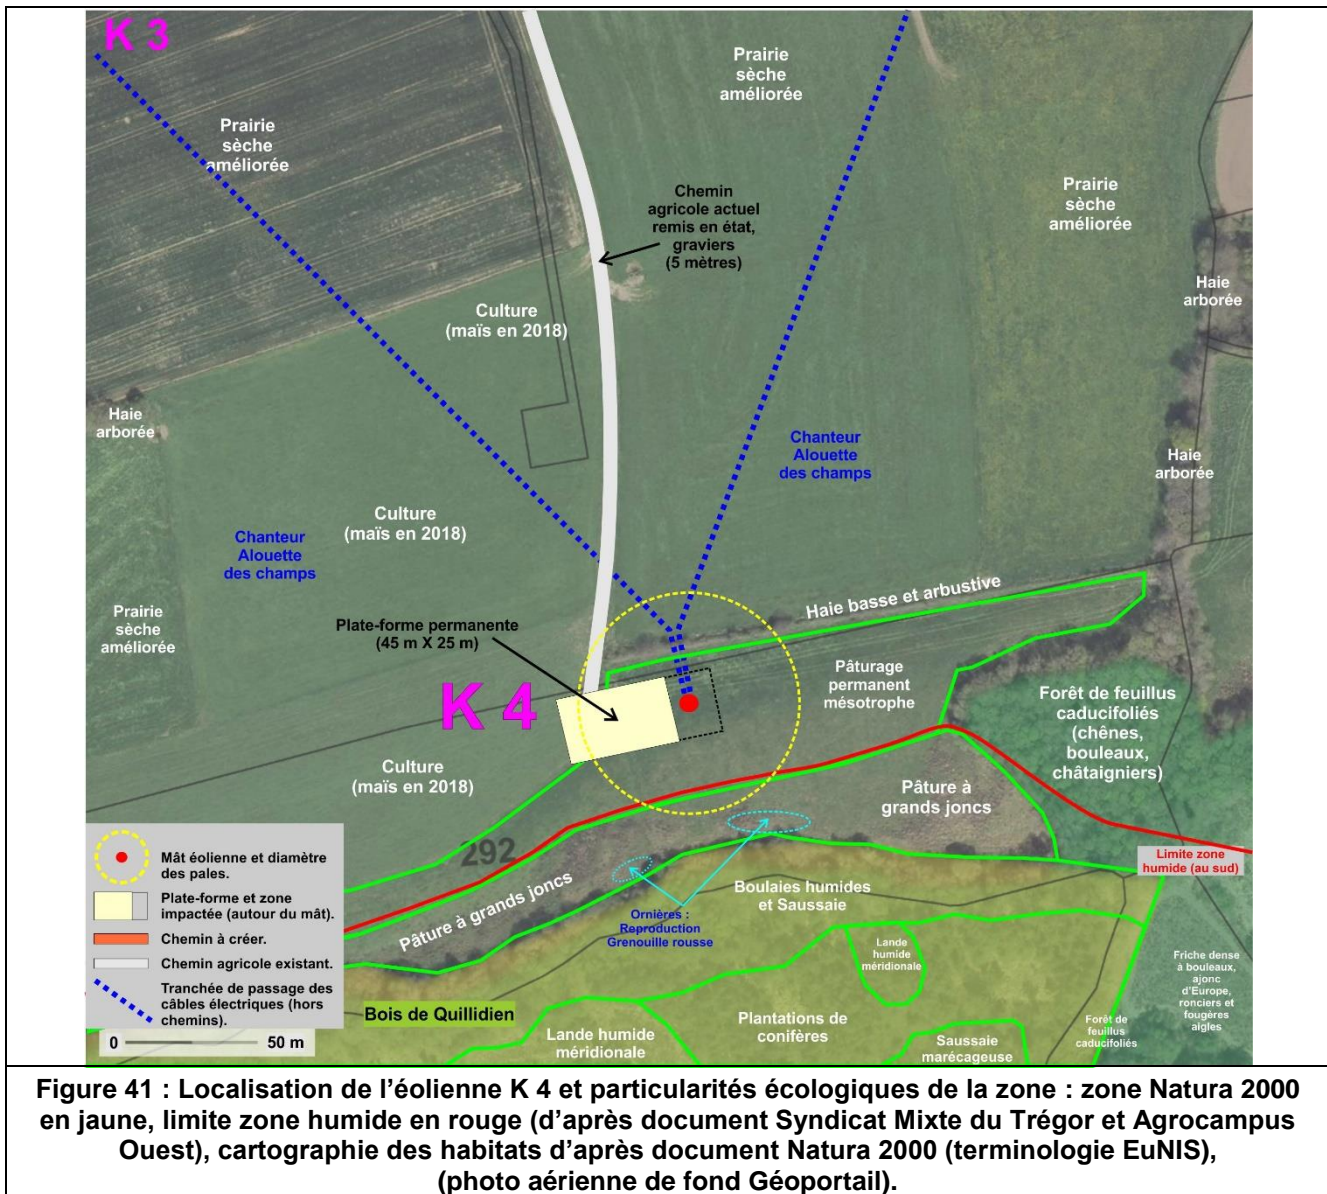 K 3
Prairie
sèche
améliorée
Prairie
sèche
améliorée
Prairie
sèche
améliorée
Chemin
agricole actuel
remis en état,
graviers
(5 mètres)
Haie
arborée
Culture
(maïs en 2018)
Haie
arborée
Chanteur
Alouette
des champs
Haie
arborée
Culture
(maïs en 2018)
Chanteur
Alouette
des champs
Haie basse et arbustive
Prairie
sèche
améliorée
Plate-forme permanente
(45 m X 25 m)
K 4
Pâturage
permanent
mésotrophe
Forêt de feuillus
caducifoliés
(chênes,
bouleaux,
châtaigniers)
Culture
(maïs en 2018)
Pâture à
grands joncs
292
Limite zone
humide (au sud)
Pâture à grands joncs
Boulaies humides
et Saussaie
Ornières :
Reproduction
Grenouille rousse
Lande
humide
méridionale
Friche dense
à bouleaux,
ajonc
d'Europe,
ronciers et
fougères
aigles
Bois de Quillidien
Plantations de
conifères
Lande humide
méridionale
Saussaie
marécageuse
Forêt de
feuillus
caducifoliés
Mât éolienne et diamètre
des pales.
Plate-forme et zone
impactée (autour du mât).
Chemin à créer.
Chemin agricole existant.
Tranchée de passage des
câbles électriques (hors
chemins).
0 50 m
Figure 41 : Localisation de l'éolienne K 4 et particularités écologiques de la zone : zone Natura 2000
en jaune, limite zone humide en rouge (d'après document Syndicat Mixte du Trégor et Agrocampus
Ouest), cartographie des habitats d'après document Natura 2000 (terminologie EuNIS),
(photo aérienne de fond Géoportail).